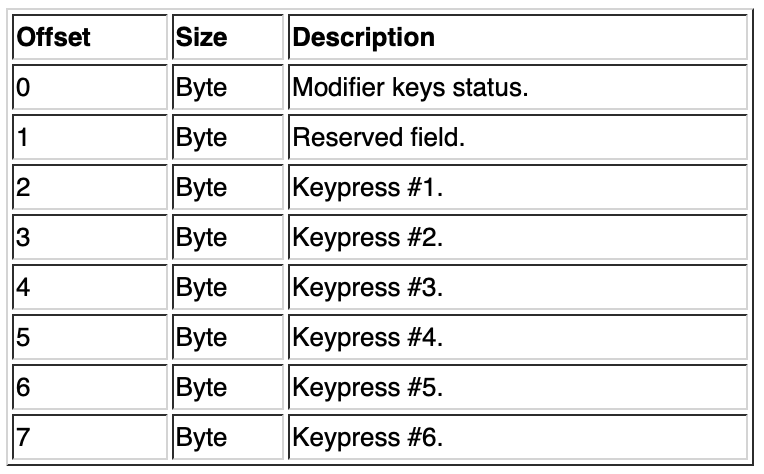 Offset Size Description
0 Byte Modifier keys status.
1 Byte Reserved field.
2 Byte Keypress #1.
3 Byte Keypress #2.
4 Byte Keypress #3.
5 Byte Keypress #4.
6 Byte Keypress #5.
7 Byte Keypress #6.